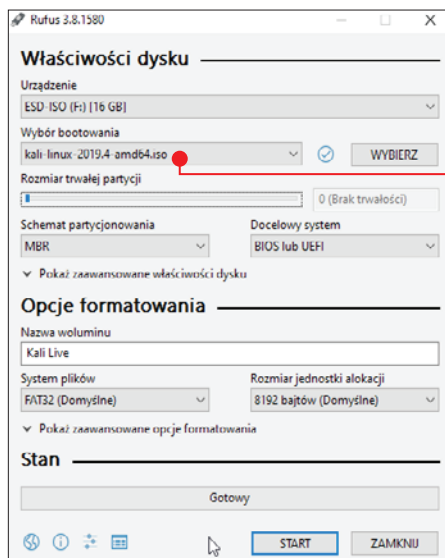 Rufus 3.8.1580
Właściwości dysku
Urządzenie
ESD-ISO (F:) [16 GB]
Wybór bootowania
kali-linux-2019.4-amd64.iso
WYBIERZ
Rozmiar trwałej partycji
0 (Brak trwałości)
Schemat partycjonowania Docelowy system
MBR BIOS lub UEFI
Pokaż zaawansowane właściwości dysku
Opcje formatowania
Nazwa woluminu
Kali Live
System plików Rozmiar jednostki alokacji
FAT32 (Domyślne) 8192 bajtów (Domyślne)
Pokaż zaawansowane opcje formatowania
Stan
Gotowy
START ZAMKNIJ